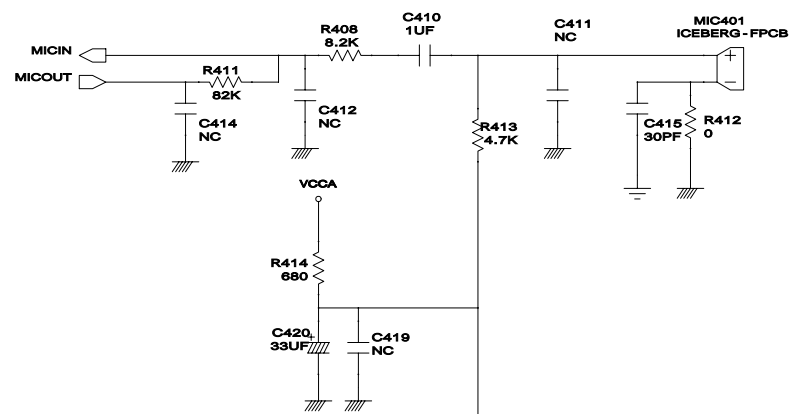 C410
1UF
C411
NC
MIC401
ICEBERG-FPCB
MICIN
R408
8.2K
+
MICOUT
R411
82K
−
C414
NC
C412
NC
R413
4.7K
C415
30PF
R412
0
VCCA
R414
680
C420
+
33UF
C419
NC